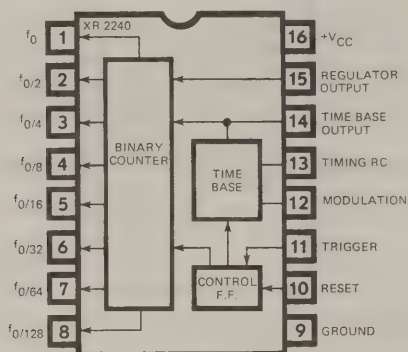 XR 2240
f0 1
f0/2 2
f0/4 3
f0/8 4
f0/16 5
f0/32 6
f0/64 7
f0/128 8
BINARY
COUNTER
TIME
BASE
CONTROL
F.F.
16 +VCC
15 REGULATOR
OUTPUT
14 TIME BASE
OUTPUT
13 TIMING RC
12 MODULATION
11 TRIGGER
10 RESET
9 GROUND